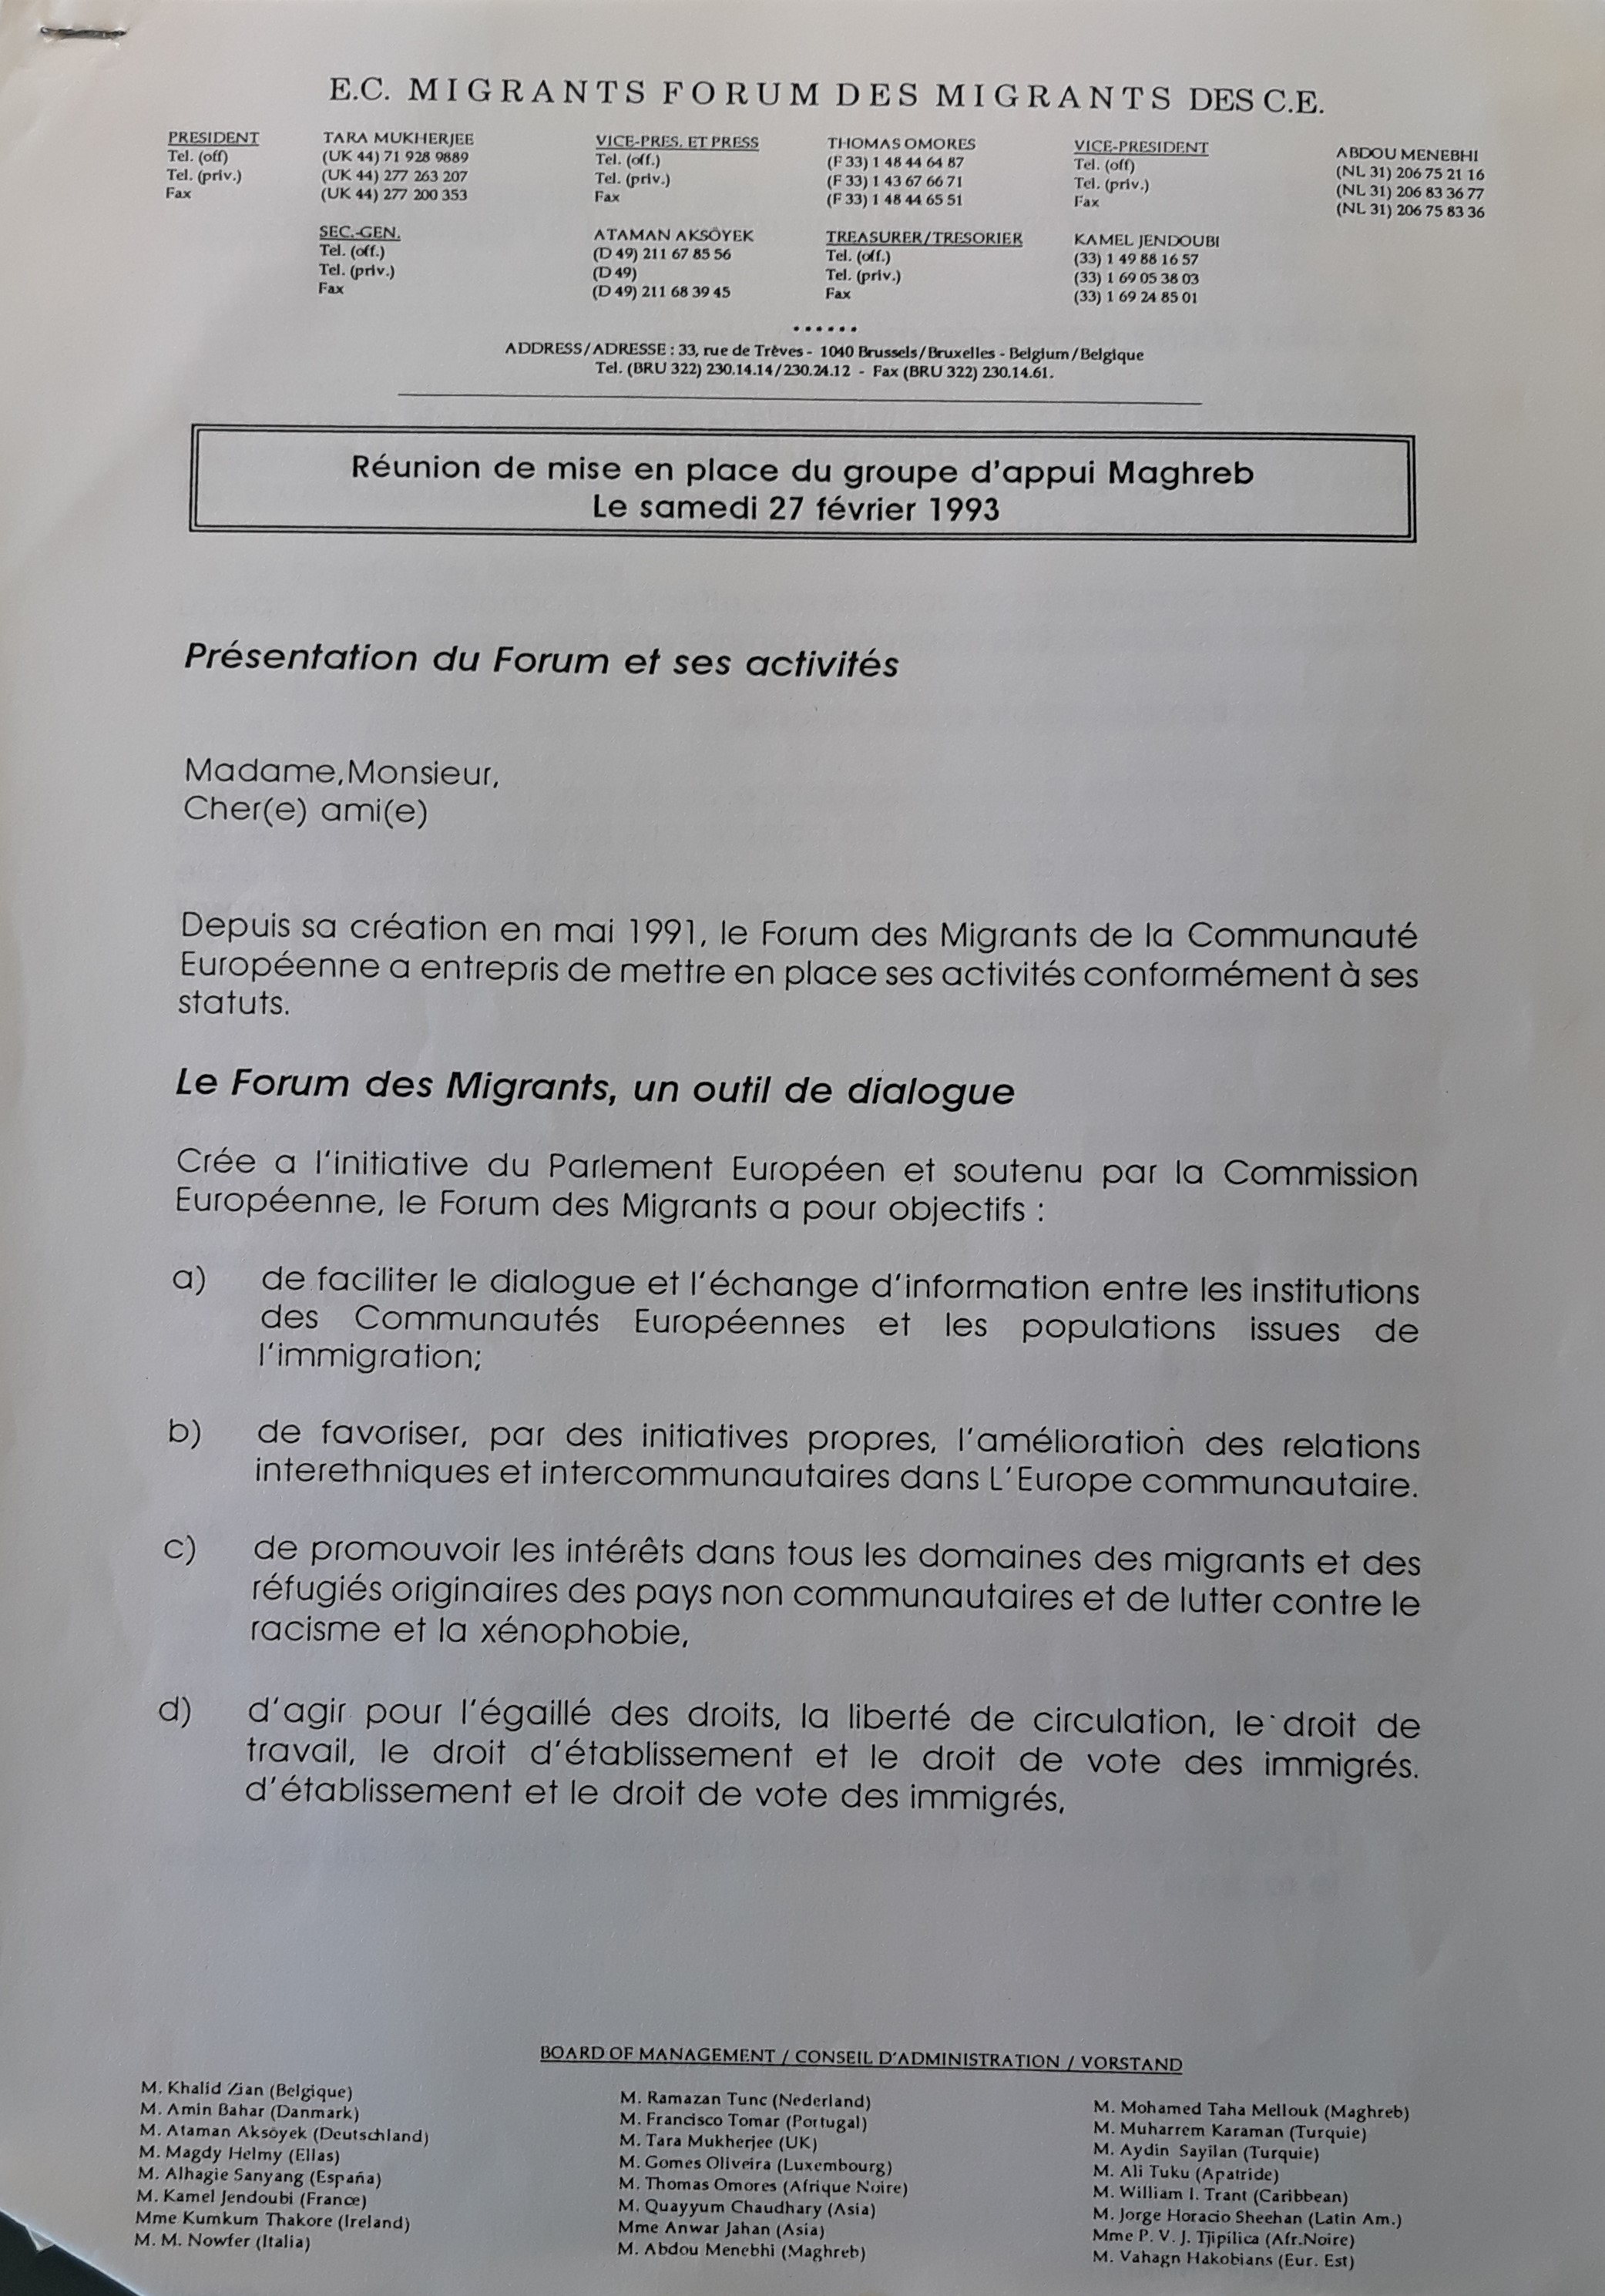 E.C. MIGRANTS FORUM DES MIGRANTS DES C.E.
PRESIDENT TARA MUKHERJEE VICE-PRES. ET PRESS THOMAS OMORES VICE-PRESIDENT ABDOU MENEBHI
Tel. (off) (UK 44) 71 928 9889 Tel. (off.) (F 33) 1 48 44 64 87 Tel. (off) (NL 31) 206 75 21 16
Tel. (priv.) (UK 44) 277 263 207 Tel. (priv.) (F 33) 1 43 67 66 71 Tel. (priv.) (NL 31) 206 83 36 77
Fax (UK 44) 277 200 353 Fax (F 33) 1 48 44 65 51 Fax (NL 31) 206 75 83 36
SEC.-GEN. ATAMAN AKSÖYEK TREASURER/TRESORIER KAMEL JENDOUBI
Tel. (off.) (D 49) 211 67 85 56 Tel. (off.) (33) 1 49 88 16 57
Tel. (priv.) (D 49) Tel. (priv.) (33) 1 69 05 38 03
Fax (D 49) 211 68 39 45 Fax (33) 1 69 24 85 01
......
ADDRESS/ADRESSE : 33, rue de Trèves - 1040 Brussels/Bruxelles - Belgium/Belgique
Tel. (BRU 322) 230.14.14/230.24.12 - Fax (BRU 322) 230.14.61.
Réunion de mise en place du groupe d'appui Maghreb
Le samedi 27 février 1993
Présentation du Forum et ses activités
Madame,Monsieur,
Cher(e) ami(e)
Depuis sa création en mai 1991, le Forum des Migrants de la Communauté
Européenne a entrepris de mettre en place ses activités conformément à ses
statuts.
Le Forum des Migrants, un outil de dialogue
Crée a l'initiative du Parlement Européen et soutenu par la Commission
Européenne, le Forum des Migrants a pour objectifs :
a) de faciliter le dialogue et l'échange d'information entre les institutions
des Communautés Européennes et les populations issues de
l'immigration;
b) de favoriser, par des initiatives propres, l'amélioration des relations
interethniques et intercommunautaires dans L'Europe communautaire.
c) de promouvoir les intérêts dans tous les domaines des migrants et des
réfugiés originaires des pays non communautaires et de lutter contre le
racisme et la xénophobie,
d) d'agir pour l'égaillé des droits, la liberté de circulation, le droit de
travail, le droit d'établissement et le droit de vote des immigrés.
d'établissement et le droit de vote des immigrés,
BOARD OF MANAGEMENT / CONSEIL D'ADMINISTRATION / VORSTAND
M. Khalid Zian (Belgique)
M. Amin Bahar (Danmark)
M. Ataman Aksöyek (Deutschland)
M. Magdy Helmy (Ellas)
M. Alhagie Sanyang (España)
M. Kamel Jendoubi (France)
Mme Kumkum Thakore (Ireland)
M. M. Nowfer (Italia)
M. Ramazan Tunc (Nederland)
M. Francisco Tomar (Portugal)
M. Tara Mukherjee (UK)
M. Gomes Oliveira (Luxembourg)
M. Thomas Omores (Afrique Noire)
M. Quayyum Chaudhary (Asia)
Mme Anwar Jahan (Asia)
M. Abdou Menebhi (Maghreb)
M. Mohamed Taha Mellouk (Maghreb)
M. Muharrem Karaman (Turquie)
M. Aydin Sayilan (Turquie)
M. Ali Tuku (Apatride)
M. William I. Trant (Caribbean)
M. Jorge Horacio Sheehan (Latin Am.)
Mme P. V. J. Tjipilica (Afr.Noire)
M. Vahagn Hakobians (Eur. Est)